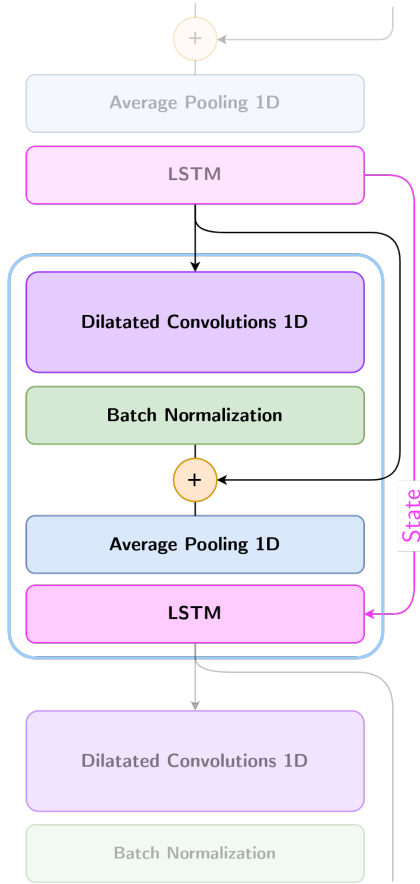 +
Average Pooling 1D
LSTM
Dilatated Convolutions 1D
Batch Normalization
+
Average Pooling 1D
State
LSTM
Dilatated Convolutions 1D
Batch Normalization